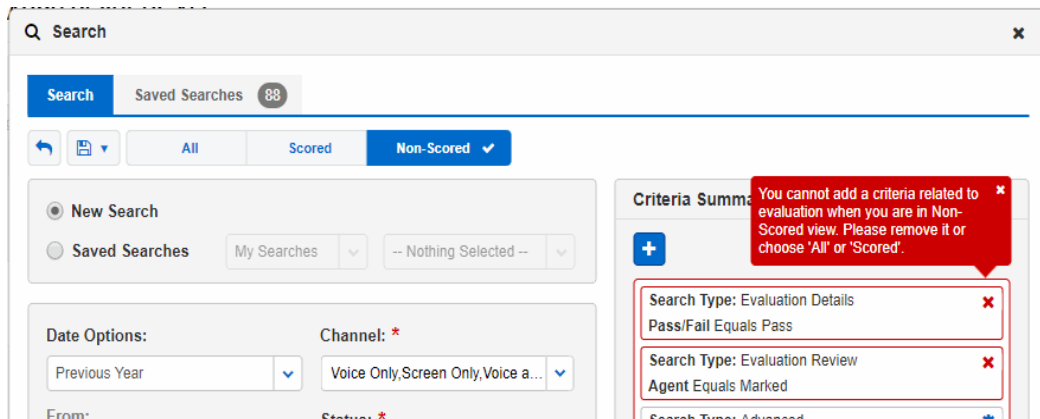 Search
Search
Saved Searches 88
All
Scored
Non-Scored
New Search
Saved Searches
My Searches
-- Nothing Selected --
Date Options:
Channel: *
Previous Year
Voice Only,Screen Only,Voice a...
From:
Status: *
Criteria Summa
You cannot add a criteria related to
evaluation when you are in Non-
Scored view. Please remove it or
choose 'All' or 'Scored'.
Search Type: Evaluation Details
Pass/Fail Equals Pass
Search Type: Evaluation Review
Agent Equals Marked
Search Type: Advanced